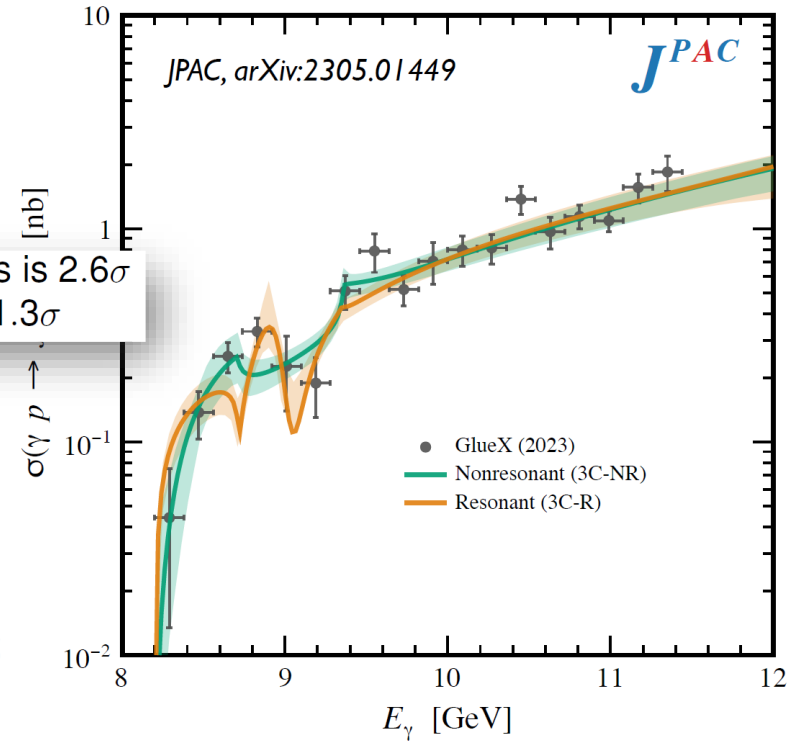 10
JPAC, arXiv:2305.01449
JPAC
1
s is 2.6σ
1.3σ
σ(γ p → [nb]
10⁻¹
GlueX (2023)
Nonresonant (3C-NR)
Resonant (3C-R)
10⁻²
8 9 10 11 12
Eγ [GeV]